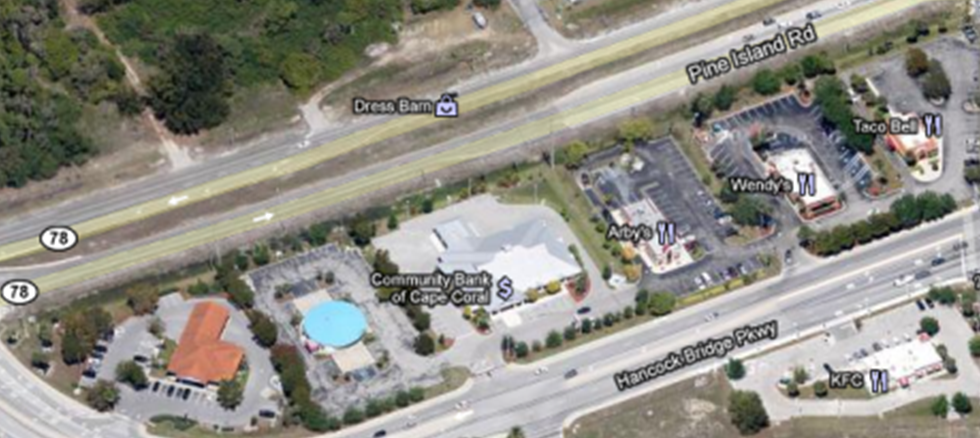 Pine Island Rd
Dress Barn
Taco Bell
Wendy's
Arby's
78
78
Community Bank
of Cape Coral
Hancock Bridge Pkwy
KFC